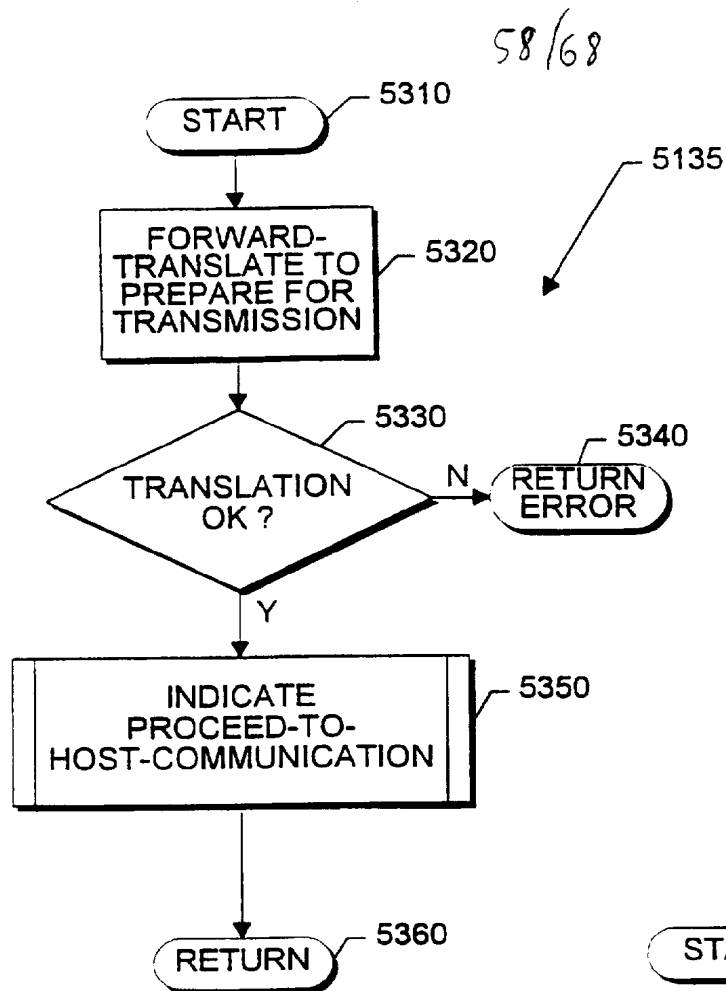 58/68
START
5310
5135
FORWARD-
TRANSLATE TO
PREPARE FOR
TRANSMISSION
5320
5330
TRANSLATION
OK ?
N
5340
RETURN
ERROR
Y
INDICATE
PROCEED-TO-
HOST-COMMUNICATION
5350
RETURN
5360